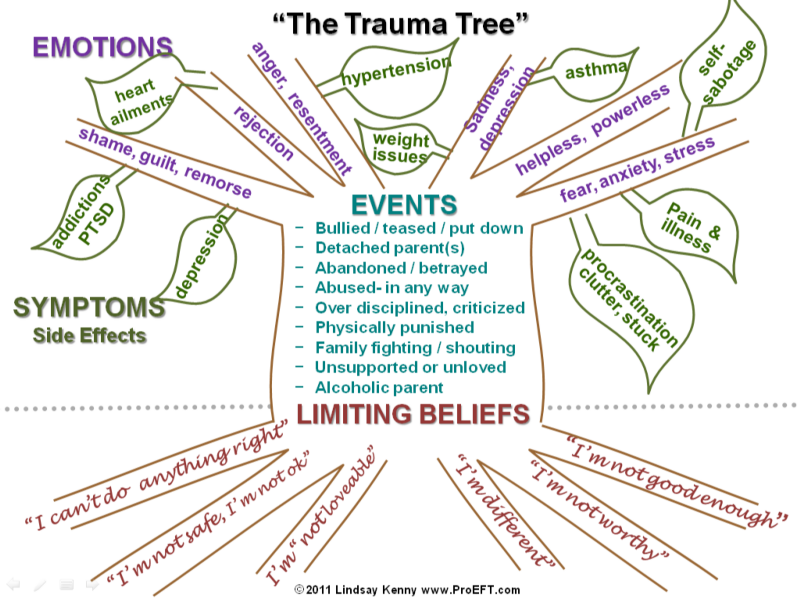 “The Trauma Tree”
EMOTIONS
heart
ailments
shame, guilt, remorse
rejection
anger, resentment
hypertension
weight
issues
Sadness,
depression
asthma
helpless, powerless
self-
sabotage
fear, anxiety, stress
addictions
PTSD
depression
Pain &
illness
procrastination
clutter, stuck
SYMPTOMS
Side Effects
EVENTS
– Bullied / teased / put down
– Detached parent(s)
– Abandoned / betrayed
– Abused- in any way
– Over disciplined, criticized
– Physically punished
– Family fighting / shouting
– Unsupported or unloved
– Alcoholic parent
LIMITING BELIEFS
“I can’t do anything right”
“I’m not safe, I’m not ok”
I’m “not loveable”
“I’m different”
“I’m not worthy”
“I’m not good enough”
© 2011 Lindsay Kenny www.ProEFT.com